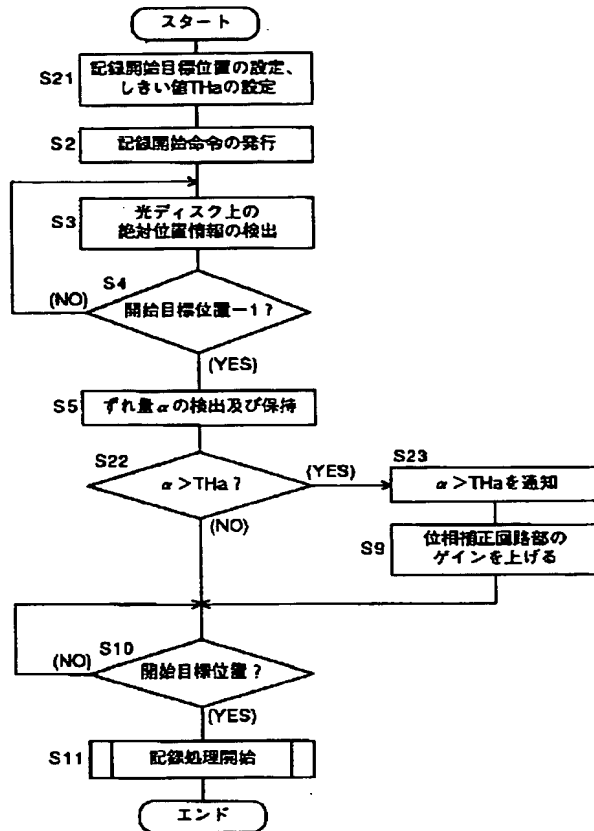 スタート
S21
記録開始目標位置の設定、
しきい値THaの設定
S2
記録開始命令の発行
S3
光ディスク上の
絶対位置情報の検出
S4
(NO)
開始目標位置ー1？
(YES)
S5
ずれ量αの検出及び保持
S22
α＞THa？
(YES)
(NO)
S23
α＞THaを通知
S9
位相補正回路部の
ゲインを上げる
S10
(NO)
開始目標位置？
(YES)
S11
記録処理開始
エンド